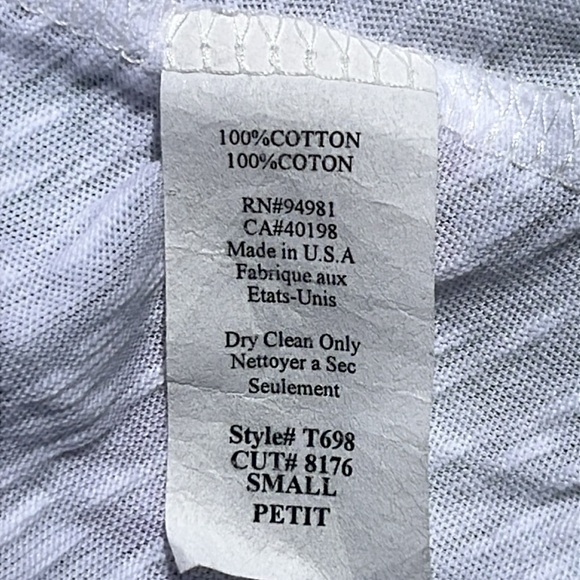 100%COTTON
100%COTON
RN#94981
CA#40198
Made in U.S.A
Fabrique aux
Etats-Unis
Dry Clean Only
Nettoyer a Sec
Seulement
Style# T698
CUT# 8176
SMALL
PETIT